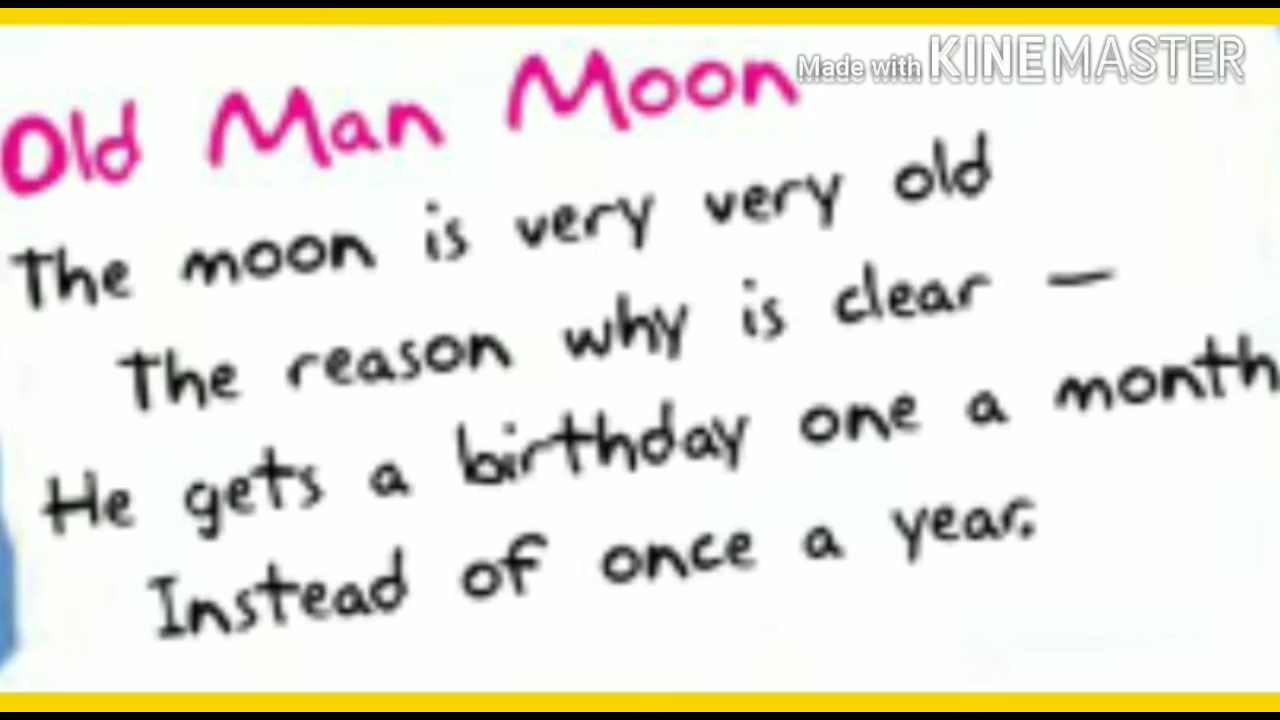 Made with KINEMASTER
Old Man Moon
The moon is very very old
The reason why is clear —
He gets a birthday one a month
Instead of once a year.